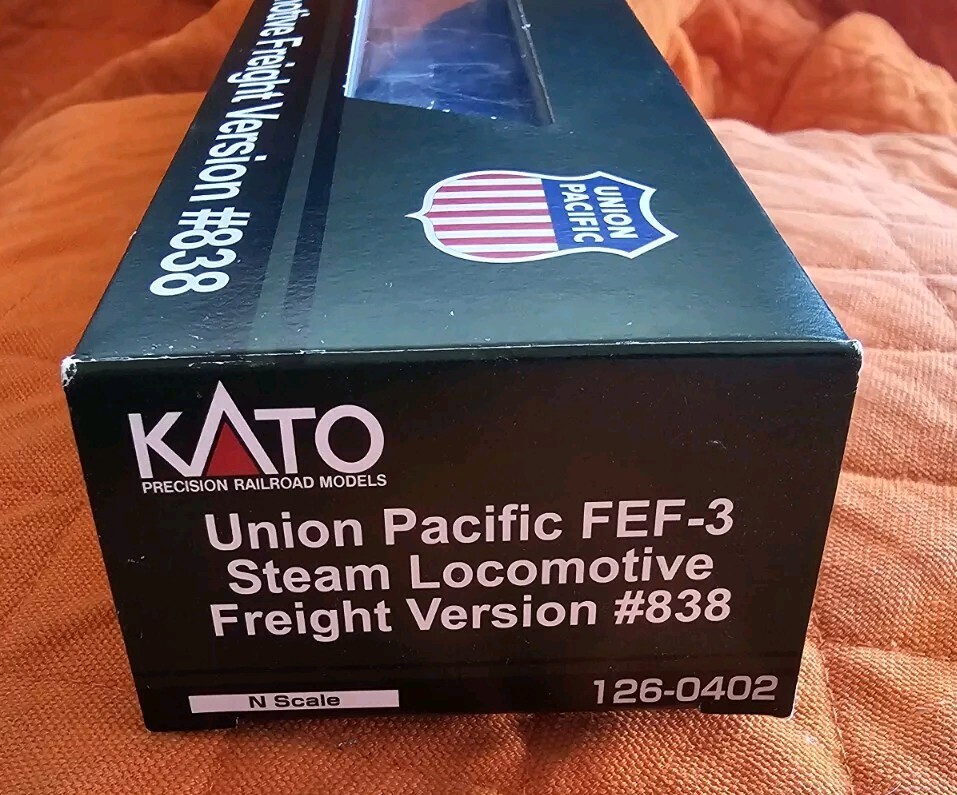 Freight Version #838
UNION
PACIFIC
KATO
PRECISION RAILROAD MODELS
Union Pacific FEF-3
Steam Locomotive
Freight Version #838
N Scale
126-0402